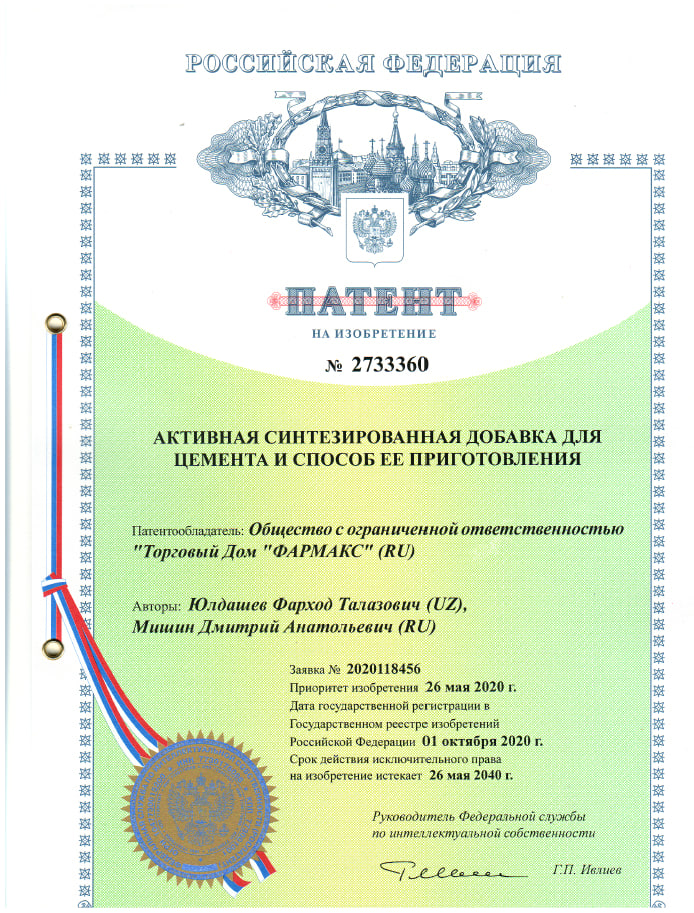 РОССИЙСКАЯ ФЕДЕРАЦИЯ
ПАТЕНТ
НА ИЗОБРЕТЕНИЕ
№ 2733360
АКТИВНАЯ СИНТЕЗИРОВАННАЯ ДОБАВКА ДЛЯ
ЦЕМЕНТА И СПОСОБ ЕЕ ПРИГОТОВЛЕНИЯ
Патентообладатель: Общество с ограниченной ответственностью
"Торговый Дом "ФАРМАКС" (RU)
Авторы: Юлдашев Фарход Талазович (UZ),
Мишин Дмитрий Анатольевич (RU)
Заявка № 2020118456
Приоритет изобретения 26 мая 2020 г.
Дата государственной регистрации в
Государственном реестре изобретений
Российской Федерации 01 октября 2020 г.
Срок действия исключительного права
на изобретение истекает 26 мая 2040 г.
Руководитель Федеральной службы
по интеллектуальной собственности
Г.П. Ивлиев